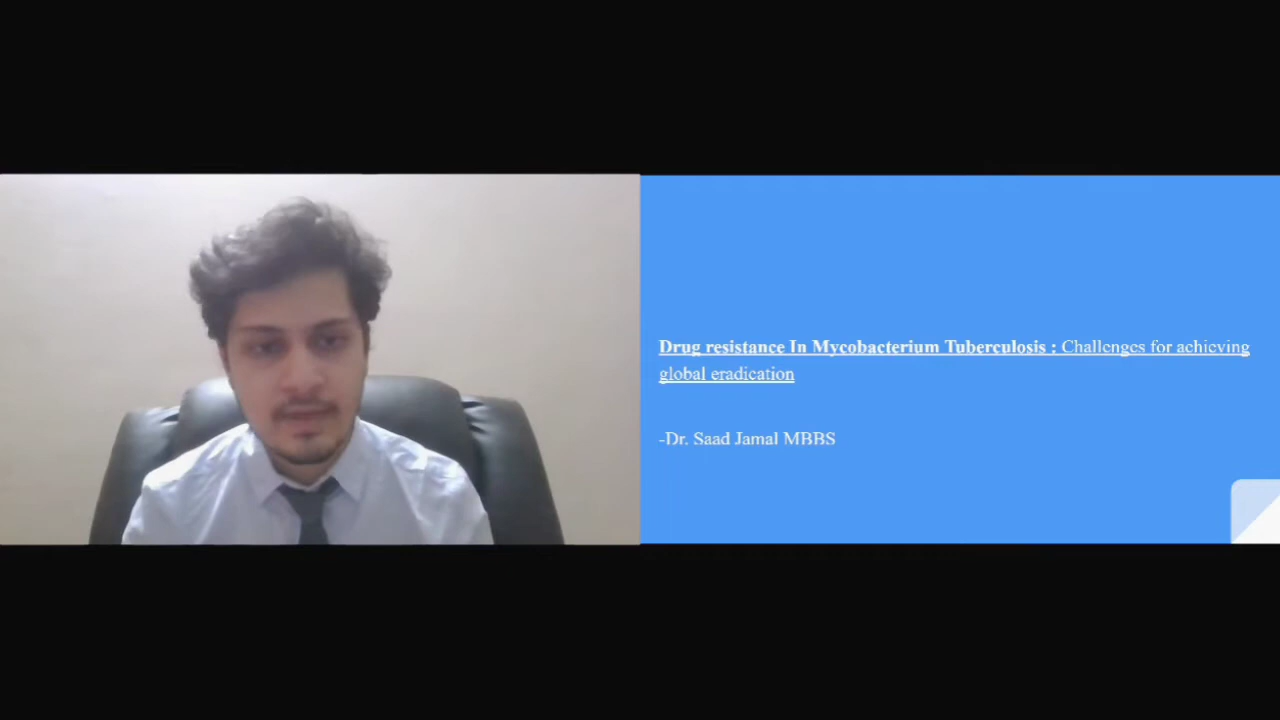 Drug resistance In Mycobacterium Tuberculosis : Challenges for achieving
global eradication
-Dr. Saad Jamal MBBS